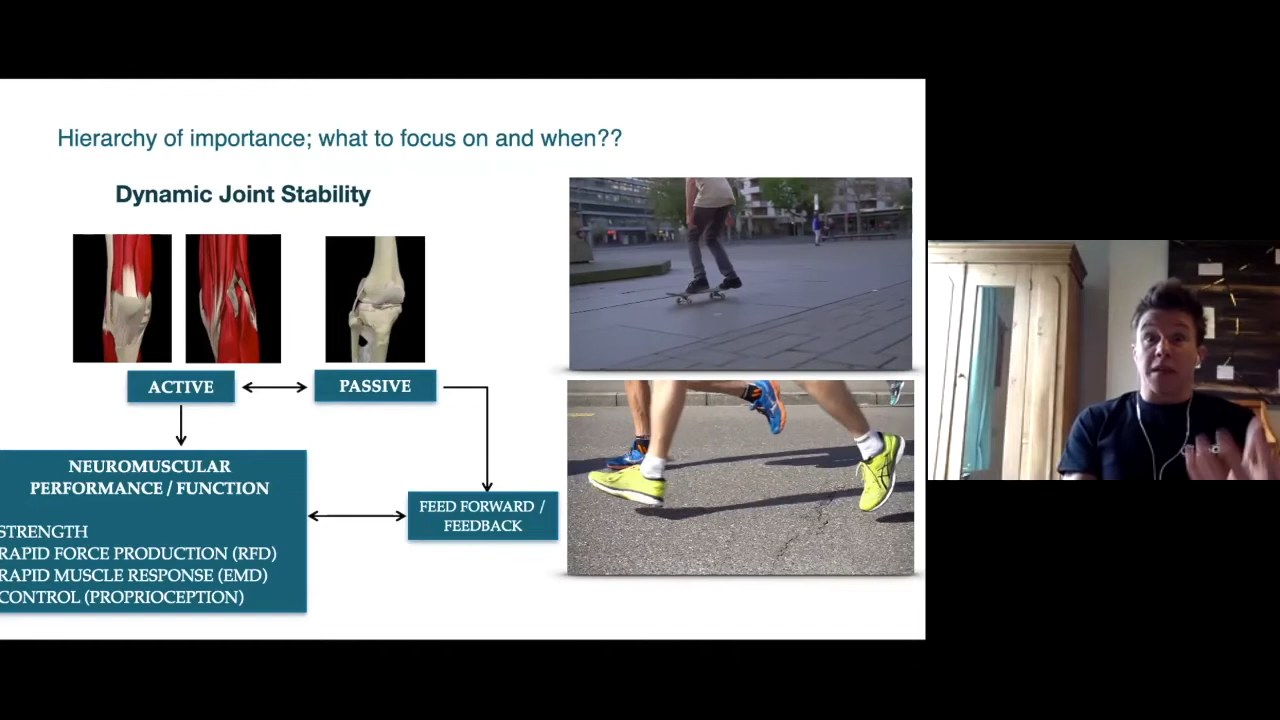 Hierarchy of importance; what to focus on and when??
Dynamic Joint Stability
ACTIVE
PASSIVE
NEUROMUSCULAR
PERFORMANCE / FUNCTION
STRENGTH
RAPID FORCE PRODUCTION (RFD)
RAPID MUSCLE RESPONSE (EMD)
CONTROL (PROPRIOCEPTION)
FEED FORWARD /
FEEDBACK